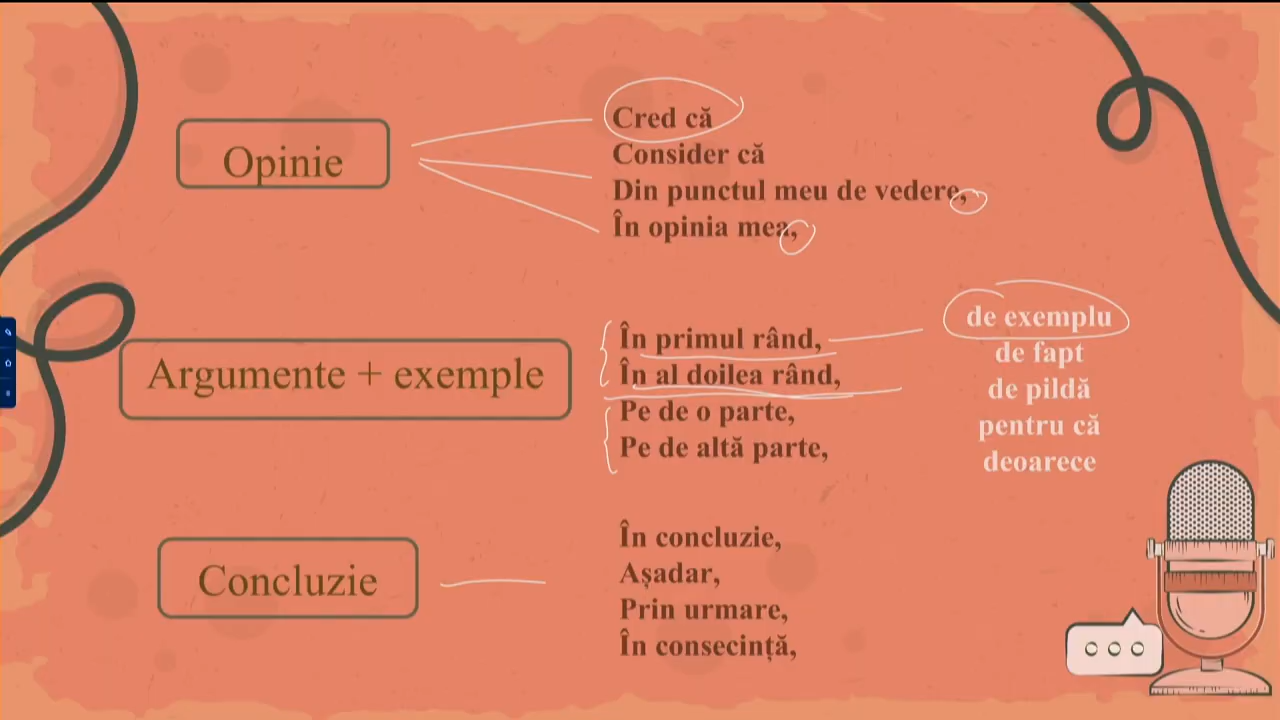 Opinie
Cred că
Consider că
Din punctul meu de vedere,
În opinia mea,
Argumente + exemple
În primul rând,
În al doilea rând,
Pe de o parte,
Pe de altă parte,
de exemplu
de fapt
de pildă
pentru că
deoarece
Concluzie
În concluzie,
Așadar,
Prin urmare,
În consecință,